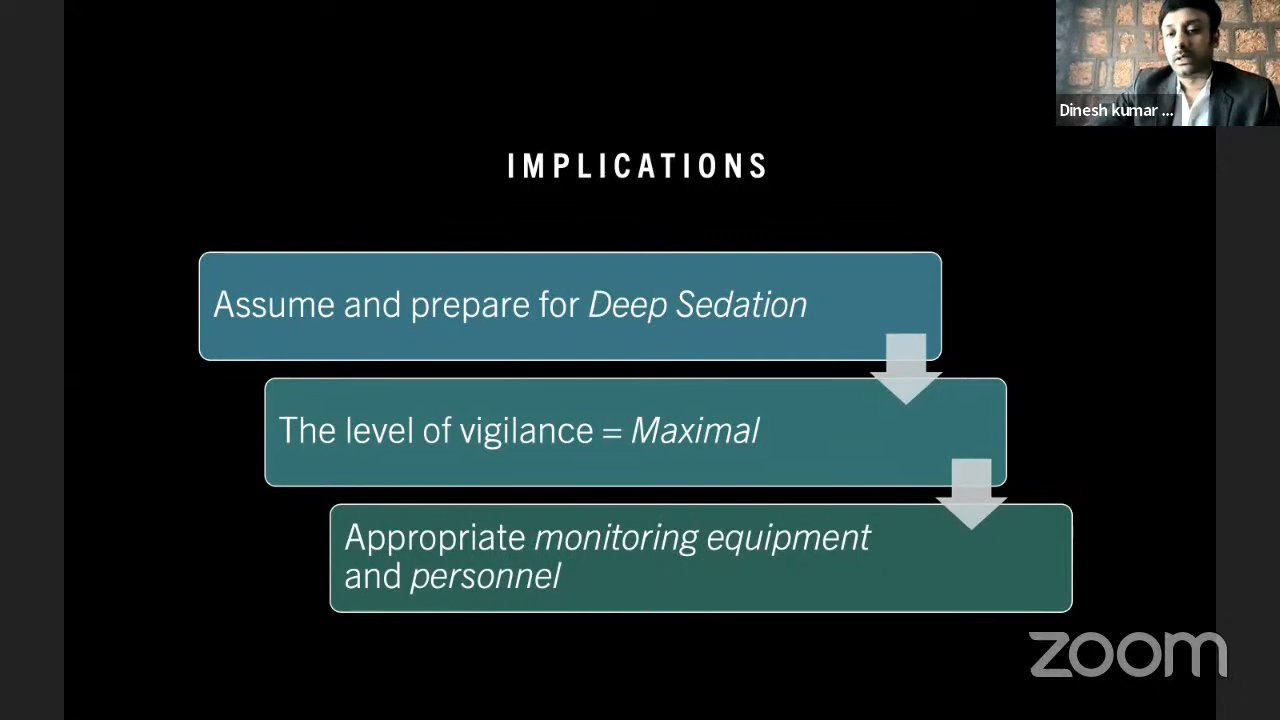 Dinesh kumar ...
IMPLICATIONS
Assume and prepare for Deep Sedation
The level of vigilance = Maximal
Appropriate monitoring equipment
and personnel
zoom